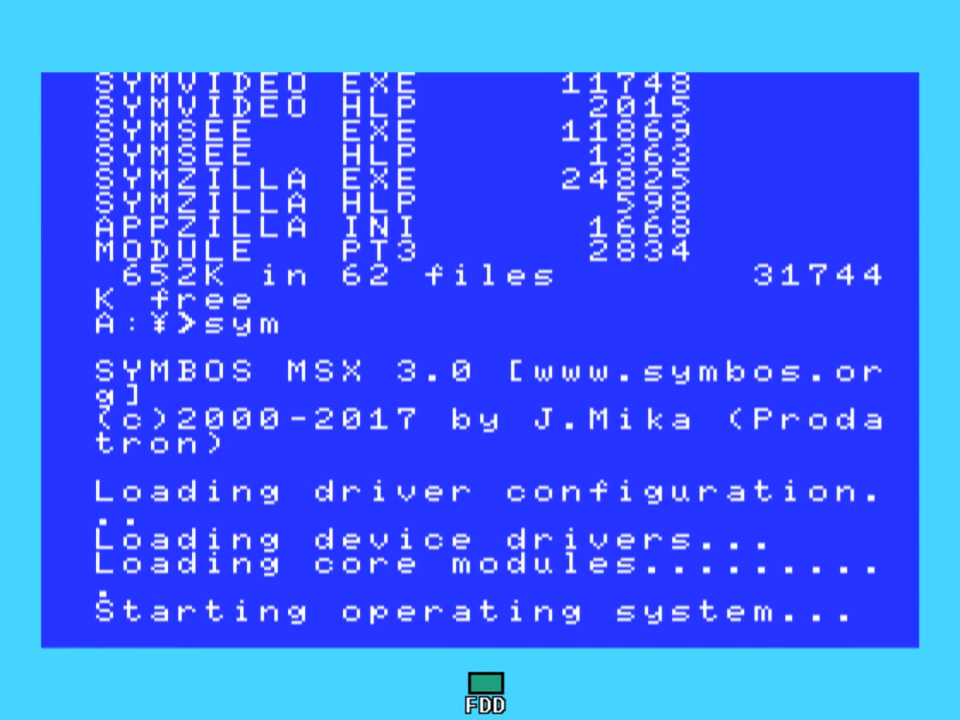 SYMVIDEO EXE 11748
SYMVIDEO HLP 2015
SYMSEE EXE 11869
SYMSEE HLP 1363
SYMZILLA EXE 24825
SYMZILLA HLP 598
APPZILLA INI 1668
MODULE PT3 2834
652K in 62 files 31744
K free
A:¥>sym
SYMBOS MSX 3.0 [www.symbos.or
g]
(c)2000-2017 by J.Mika (Proda
tron)
Loading driver configuration.
..
Loading device drivers...
Loading core modules.........
.
Starting operating system...
FDD